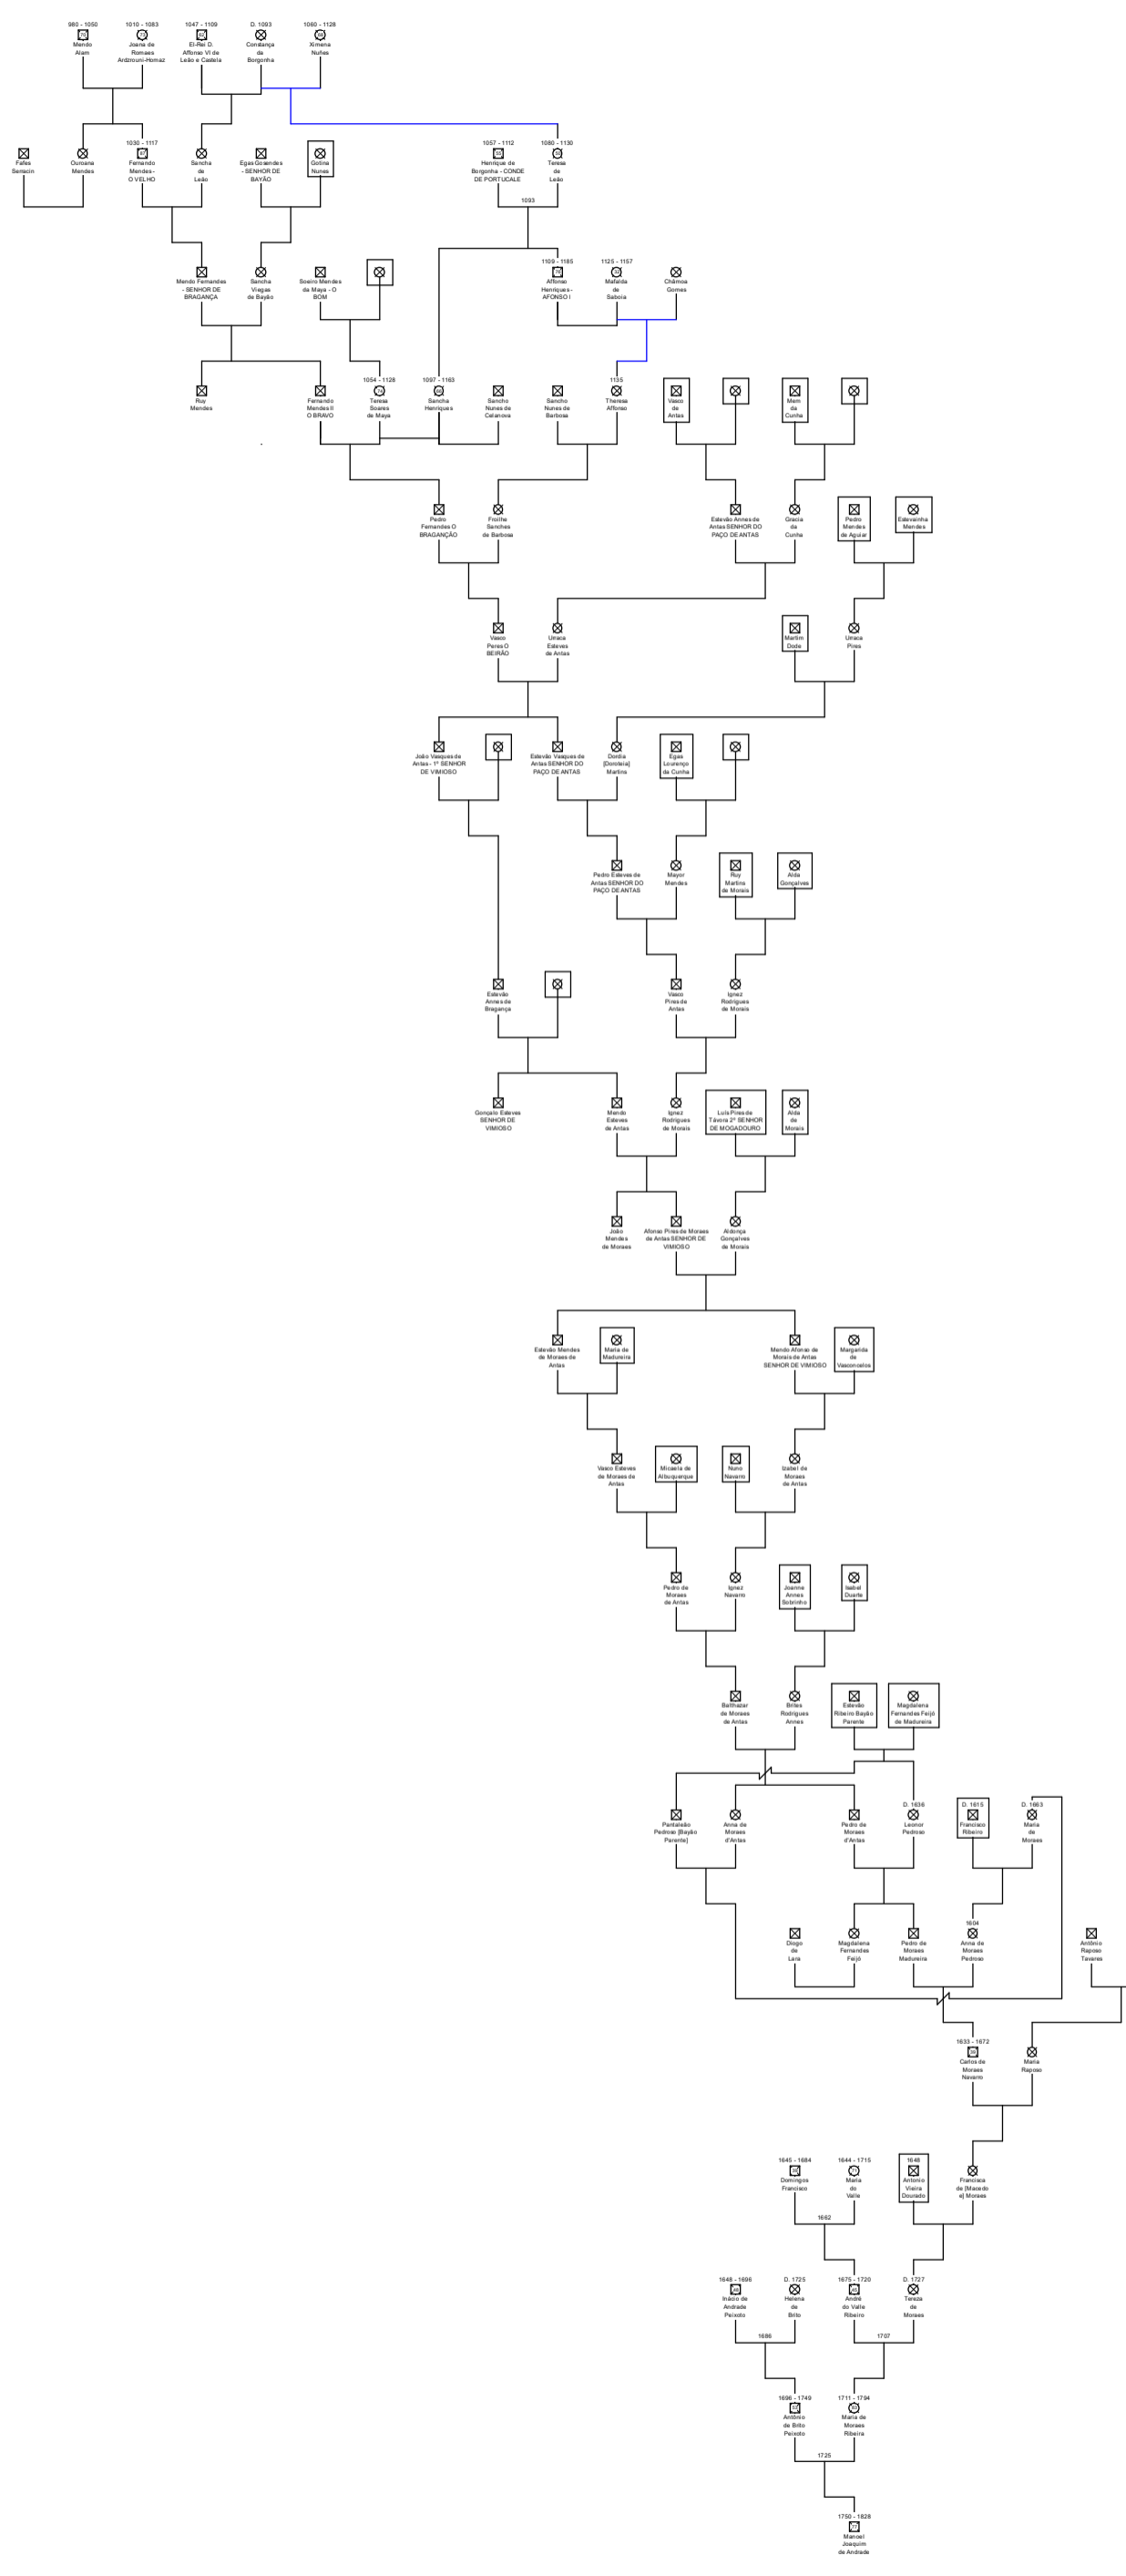 980 - 1050
Mendo
Alam
1010 - 1083
Joana de
Romaes
Ardzrouni-Homaz
1047 - 1109
El-Rei D.
Affonso VI de
Leão e Castela
D. 1093
Constança
da
Borgonha
1060 - 1128
Ximena
Nuñes
Fafes
Serracin
Ouroana
Mendes
1030 - 1117
Fernando
Mendes -
O VELHO
Sancha
de
Leão
Egas Gosendes
- SENHOR DE
BAYÃO
Gotina
Nunes
1057 - 1112
Henrique de
Borgonha - CONDE
DE PORTUCALE
1080 - 1130
Teresa
de
Leão
1093
Mendo Fernandes
- SENHOR DE
BRAGANÇA
Sancha
Viegas
de Bayão
Soeiro Mendes
da Maya - O
BOM
1109 - 1185
Affonso
Henriques -
AFONSO I
1125 - 1157
Mafalda
de
Saboia
Châmoa
Gomes
Ruy
Mendes
Fernando
Mendes II
O BRAVO
1054 - 1128
Teresa
Soares
de Maya
1097 - 1163
Sancha
Henriques
Sancho
Nunes de
Celanova
Sancho
Nunes de
Barbosa
1135
Theresa
Affonso
Vasco
de
Antas
Mem
da
Cunha
Pedro
Fernandes O
BRAGANÇÃO
Froilhe
Sanches
de Barbosa
Estevão Annes de
Antas SENHOR DO
PAÇO DE ANTAS
Gracia
da
Cunha
Pedro
Mendes
de Aguiar
Estevainha
Mendes
Vasco
Peres O
BEIRÃO
Urraca
Esteves
de Antas
Martim
Dode
Urraca
Pires
João Vasques de
Antas - 1º SENHOR
DE VIMIOSO
Estevão Vasques de
Antas SENHOR DO
PAÇO DE ANTAS
Dordia
[Doroteia]
Martins
Egas
Lourenço
da Cunha
Pedro Esteves de
Antas SENHOR DO
PAÇO DE ANTAS
Mayor
Mendes
Ruy
Martins
de Morais
Alda
Gonçalves
Estevão
Annes de
Bragança
Vasco
Pires de
Antas
Ignez
Rodrigues
de Morais
Gonçalo Esteves
SENHOR DE
VIMIOSO
Mendo
Esteves
de Antas
Ignez
Rodrigues
de Morais
Luís Pires de
Távora 2º SENHOR
DE MOGADOURO
Alda
de
Morais
João
Mendes
de Moraes
Afonso Pires de Moraes
de Antas SENHOR DE
VIMIOSO
Aldonça
Gonçalves
de Morais
Estevão Mendes
de Moraes de
Antas
Maria de
Madureira
Mendo Afonso de
Morais de Antas
SENHOR DE VIMIOSO
Margarida
de
Vasconcelos
Vasco Esteves
de Moraes de
Antas
Micaela de
Albuquerque
Nuno
Navarro
Izabel de
Moraes
de Antas
Pedro de
Moraes
de Antas
Ignez
Navarro
Joanne
Annes
Sobrinho
Isabel
Duarte
Balthazar
de Moraes
de Antas
Brites
Rodrigues
Annes
Estevão
Ribeiro Bayão
Parente
Magdalena
Fernandes Feijó
de Madureira
Pantaleão
Pedroso [Bayão
Parente]
Anna de
Moraes
d'Antas
Pedro de
Moraes
d'Antas
D. 1636
Leonor
Pedroso
D. 1615
Francisco
Ribeiro
D. 1663
Maria
de
Moraes
Diogo
de
Lara
Magdalena
Fernandes
Feijó
Pedro de
Moraes
Madureira
1604
Anna de
Moraes
Pedroso
Antônio
Raposo
Tavares
1633 - 1672
Carlos de
Moraes
Navarro
Maria
Raposo
1645 - 1684
Domingos
Francisco
1644 - 1715
Maria
do
Valle
1648
Antonio
Vieira
Dourado
Francisca
de [Macedo
e] Moraes
1662
1648 - 1696
Inácio de
Andrade
Peixoto
D. 1725
Helena
de
Brito
1675 - 1720
André
do Valle
Ribeiro
D. 1727
Tereza
de
Moraes
1686
1707
1696 - 1749
Antônio
de Brito
Peixoto
1711 - 1794
Maria de
Moraes
Ribeira
1725
1750 - 1828
Manoel
Joaquim
de Andrade